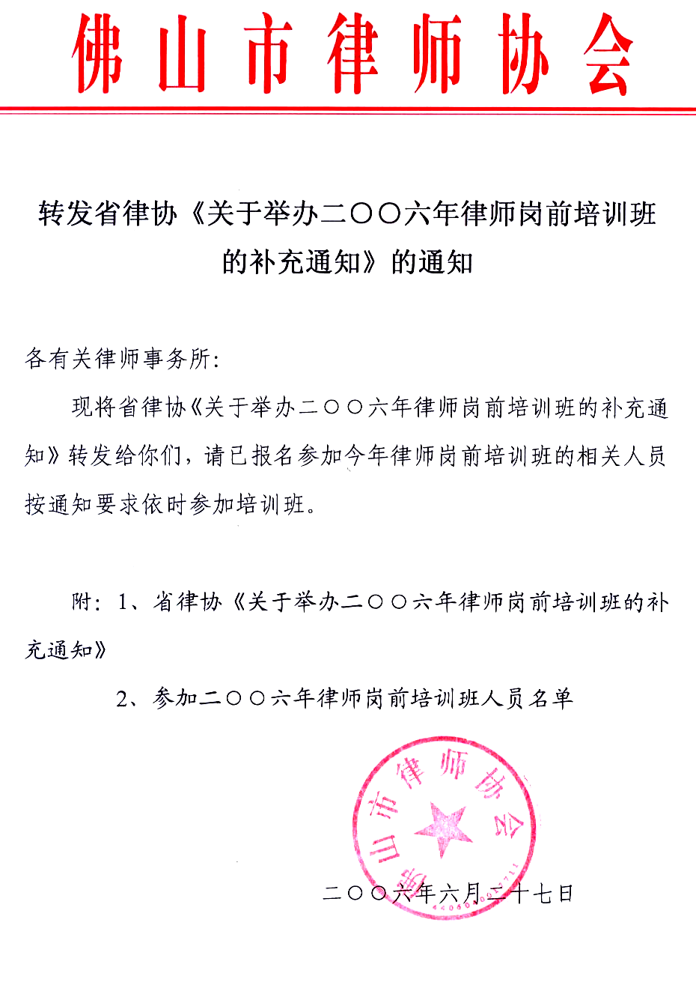 佛山市律师协会
转发省律协《关于举办二〇〇六年律师岗前培训班
的补充通知》的通知
各有关律师事务所：
现将省律协《关于举办二〇〇六年律师岗前培训班的补充通
知》转发给你们，请已报名参加今年律师岗前培训班的相关人员
按通知要求依时参加培训班。
附：1、省律协《关于举办二〇〇六年律师岗前培训班的补
充通知》
2、参加二〇〇六年律师岗前培训班人员名单
佛山市律师协会
二〇〇六年六月二十七日